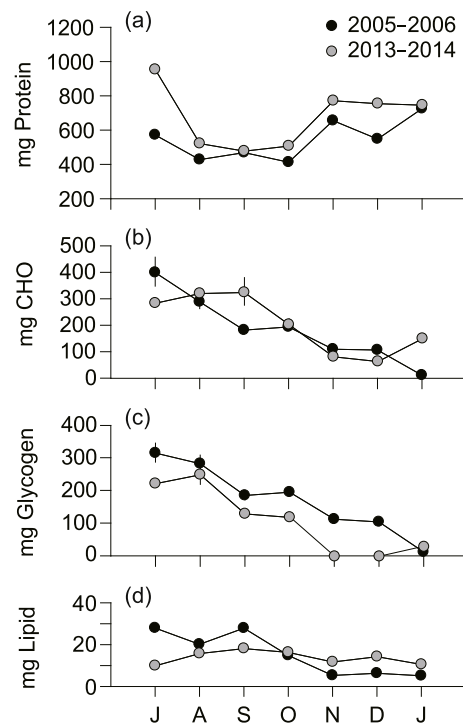 (a)
2005–2006
2013–2014
mg Protein
1200
1000
800
600
400
200
(b)
mg CHO
500
400
300
200
100
0
(c)
mg Glycogen
400
300
200
100
0
(d)
mg Lipid
40
20
0
J A S O N D J